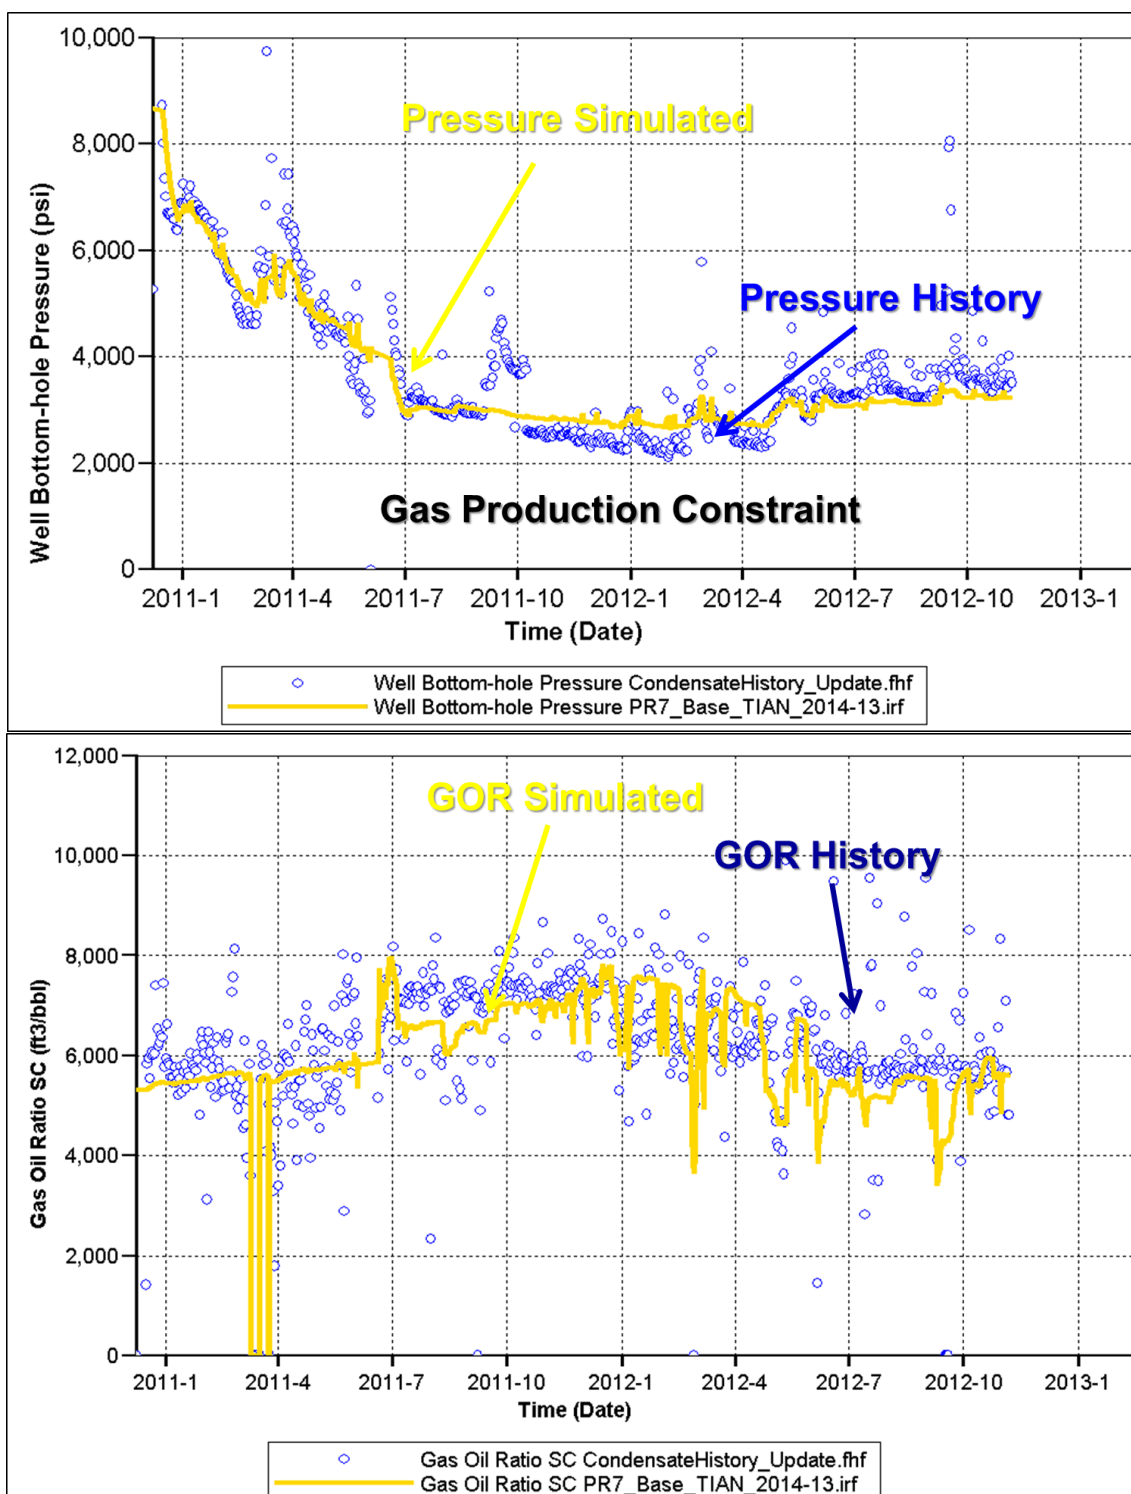 10,000
8,000
6,000
4,000
2,000
0
Well Bottom-hole Pressure (psi)
Pressure Simulated
Pressure History
Gas Production Constraint
2011-1 2011-4 2011-7 2011-10 2012-1 2012-4 2012-7 2012-10 2013-1
Time (Date)
Well Bottom-hole Pressure CondensateHistory_Update.fhf
Well Bottom-hole Pressure PR7_Base_TIAN_2014-13.irf
12,000
10,000
8,000
6,000
4,000
2,000
0
Gas Oil Ratio SC (ft3/bbl)
GOR Simulated
GOR History
2011-1 2011-4 2011-7 2011-10 2012-1 2012-4 2012-7 2012-10 2013-1
Time (Date)
Gas Oil Ratio SC CondensateHistory_Update.fhf
Gas Oil Ratio SC PR7_Base_TIAN_2014-13.irf